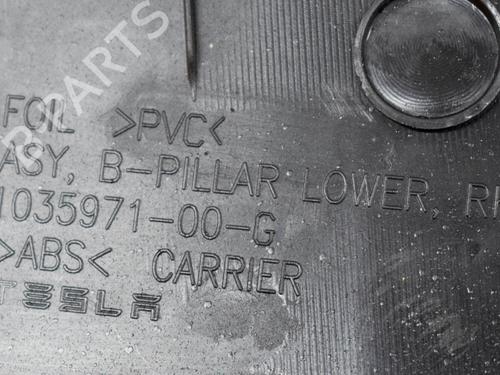 FOIL >PVC<
ASY, B-PILLAR LOWER, R
1035971-00-G
>ABS< CARRIER
TESLA